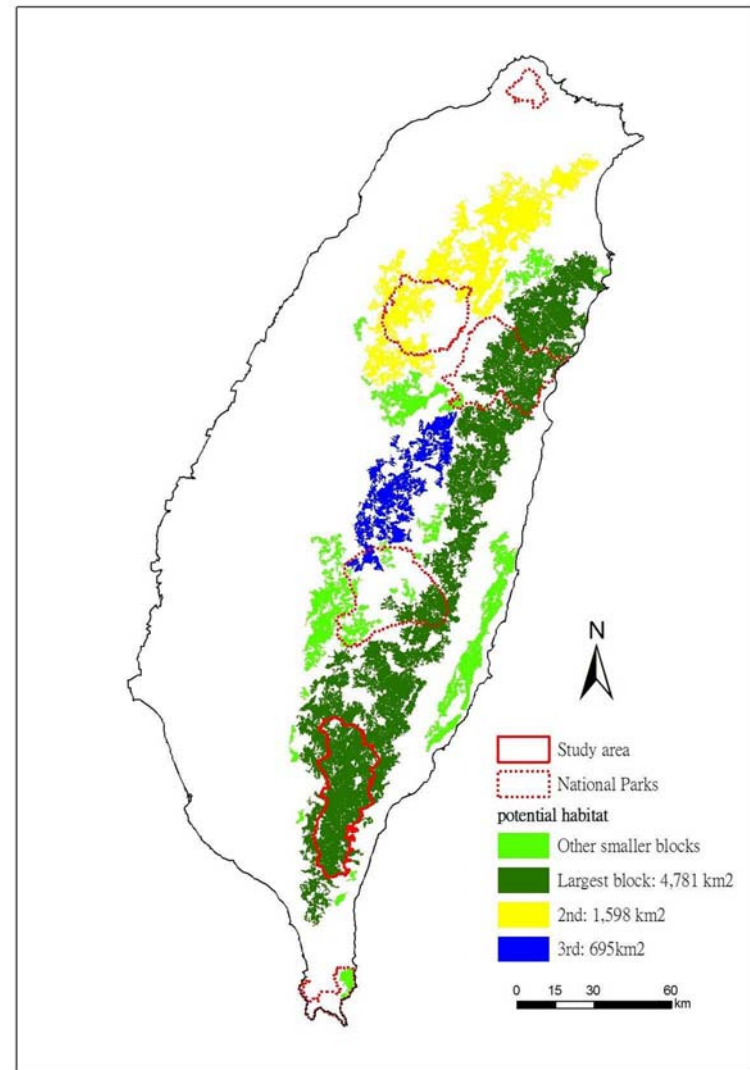 N
Study area
National Parks
potential habitat
Other smaller blocks
Largest block: 4,781 km2
2nd: 1,598 km2
3rd: 695km2
0 15 30 60
km